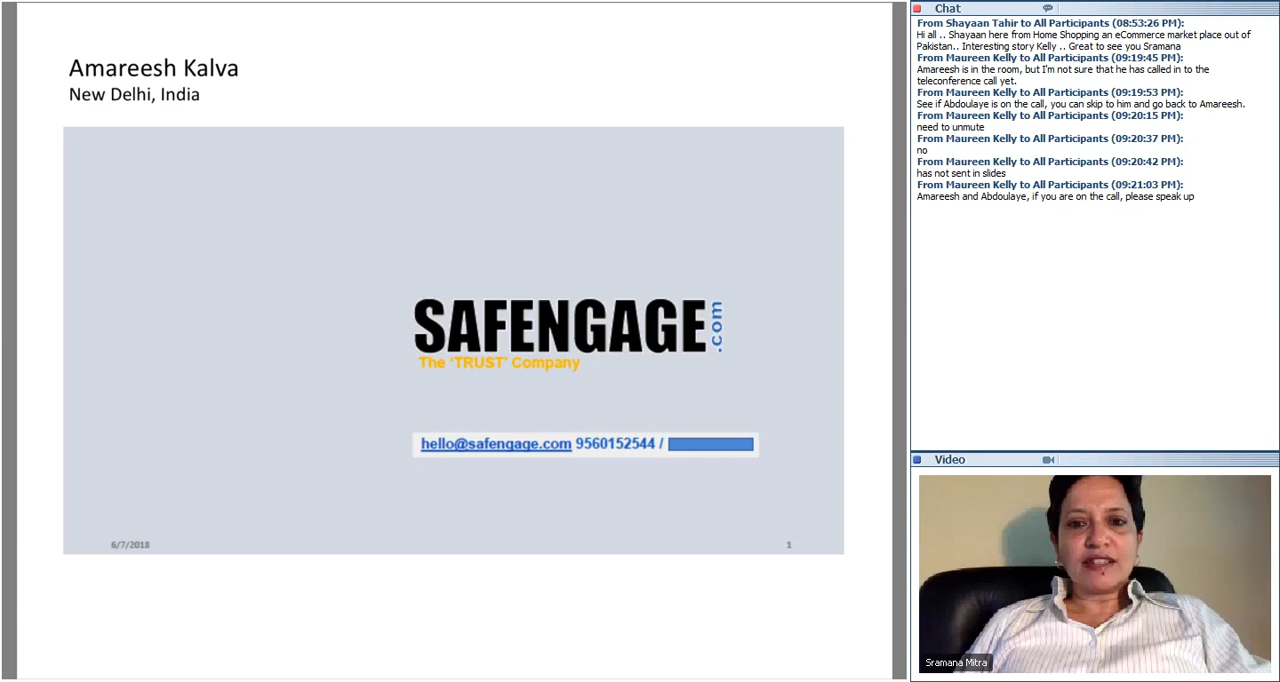 Amareesh Kalva
New Delhi, India
SAFENGAGE.com
The 'TRUST' Company
hello@safengage.com 9560152544 /
6/7/2018
1
Chat
From Shayaan Tahir to All Participants (08:53:26 PM):
Hi all .. Shayaan here from Home Shopping an eCommerce market place out of
Pakistan.. Interesting story Kelly .. Great to see you Sramana
From Maureen Kelly to All Participants (09:19:45 PM):
Amareesh is in the room, but I'm not sure that he has called in to the
teleconference call yet.
From Maureen Kelly to All Participants (09:19:53 PM):
See if Abdoulaye is on the call, you can skip to him and go back to Amareesh.
From Maureen Kelly to All Participants (09:20:15 PM):
need to unmute
From Maureen Kelly to All Participants (09:20:37 PM):
no
From Maureen Kelly to All Participants (09:20:42 PM):
has not sent in slides
From Maureen Kelly to All Participants (09:21:03 PM):
Amareesh and Abdoulaye, if you are on the call, please speak up
Video
Sramana Mitra